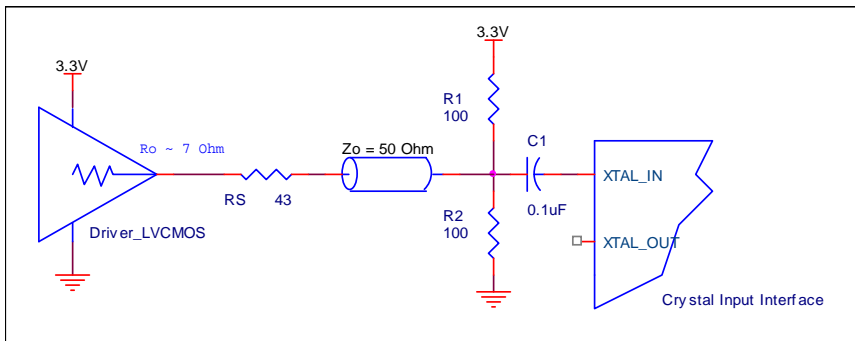 3.3V
3.3V
R1
100
Ro ~ 7 Ohm
Zo = 50 Ohm
C1
XTAL_IN
RS 43
R2
100
0.1uF
XTAL_OUT
Driver_LVCMOS
Crystal Input Interface